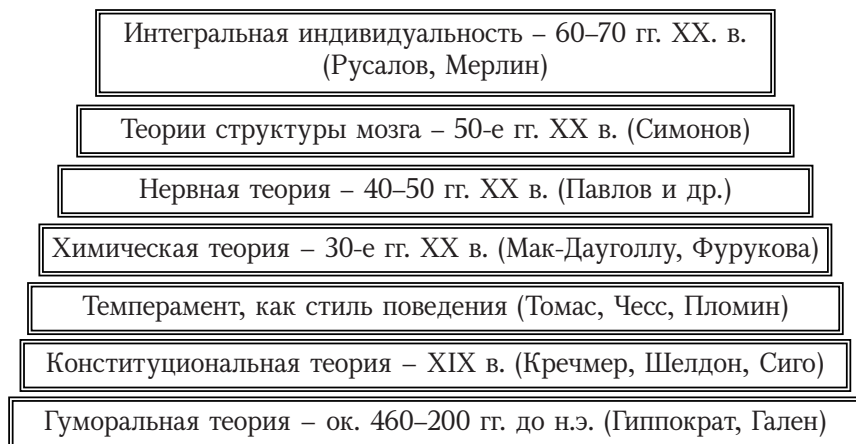 Интегральная индивидуальность – 60–70 гг. XX. в.
(Русалов, Мерлин)
Теории структуры мозга – 50-е гг. XX в. (Симонов)
Нервная теория – 40–50 гг. XX в. (Павлов и др.)
Химическая теория – 30-е гг. XX в. (Мак-Дауголлу, Фурукова)
Темперамент, как стиль поведения (Томас, Чесс, Пломин)
Конституциональная теория – XIX в. (Кречмер, Шелдон, Сиго)
Гуморальная теория – ок. 460–200 гг. до н.э. (Гиппократ, Гален)